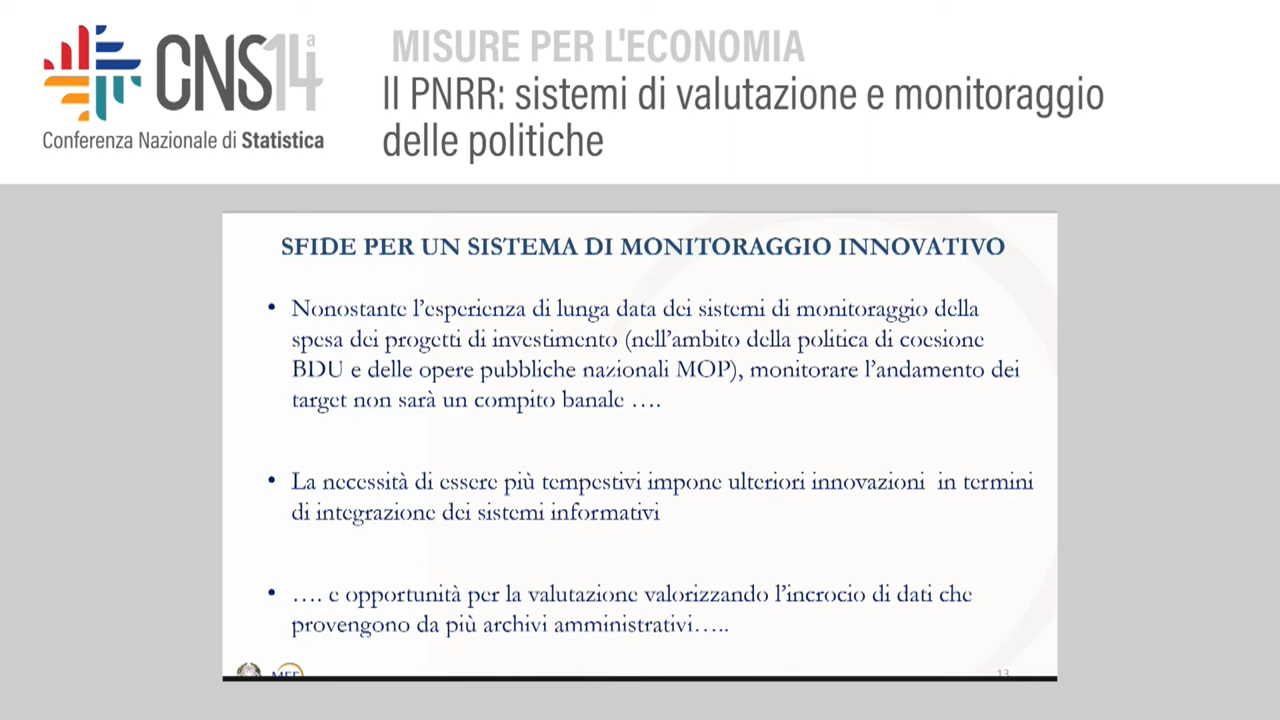 CNS14ª
Conferenza Nazionale di Statistica
MISURE PER L'ECONOMIA
Il PNRR: sistemi di valutazione e monitoraggio
delle politiche
SFIDE PER UN SISTEMA DI MONITORAGGIO INNOVATIVO
• Nonostante l'esperienza di lunga data dei sistemi di monitoraggio della
spesa dei progetti di investimento (nell'ambito della politica di coesione
BDU e delle opere pubbliche nazionali MOP), monitorare l'andamento dei
target non sarà un compito banale ….
• La necessità di essere più tempestivi impone ulteriori innovazioni in termini
di integrazione dei sistemi informativi
• …. e opportunità per la valutazione valorizzando l'incrocio di dati che
provengono da più archivi amministrativi…..
MEF
13